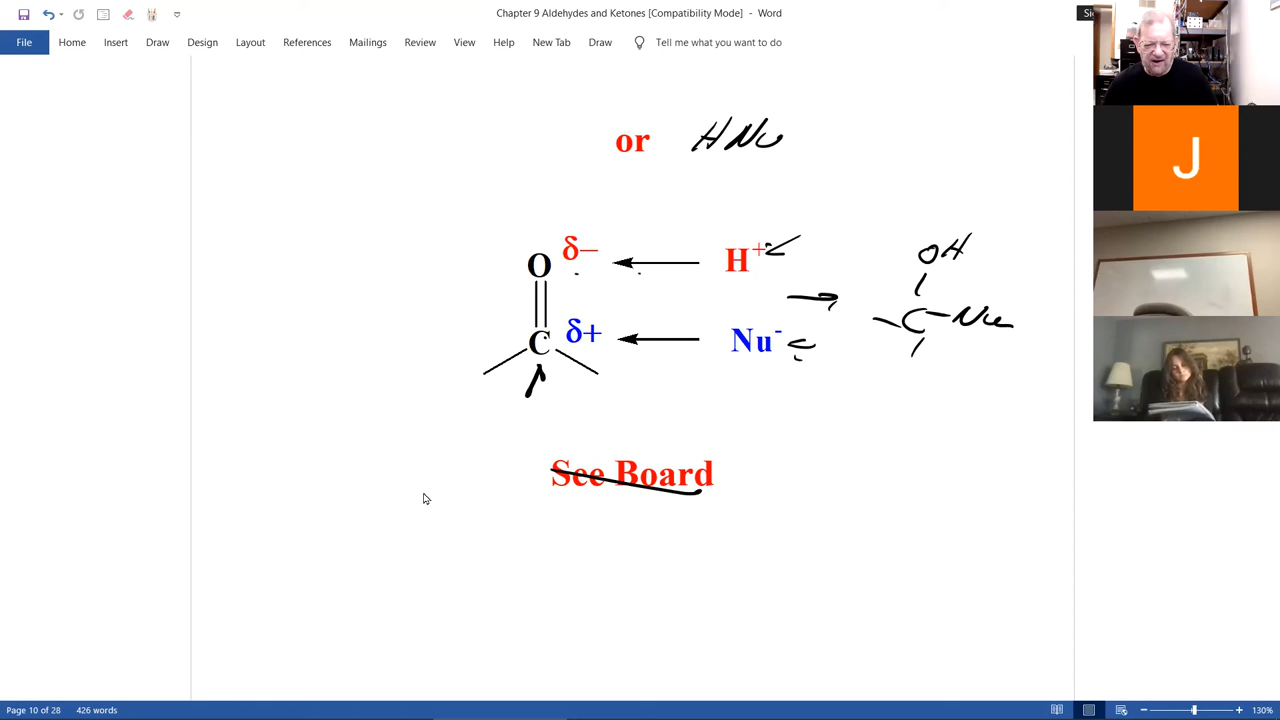 Chapter 9 Aldehydes and Ketones [Compatibility Mode] - Word
File Home Insert Draw Design Layout References Mailings Review View Help New Tab Draw Tell me what you want to do
or HNu
O δ– H+
OH
C δ+ Nu-
C Nu
See Board
J
Page 10 of 28 426 words 130%